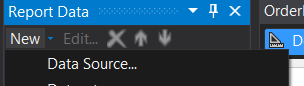 Report Data
Order
New Edit...
D
Data Source...